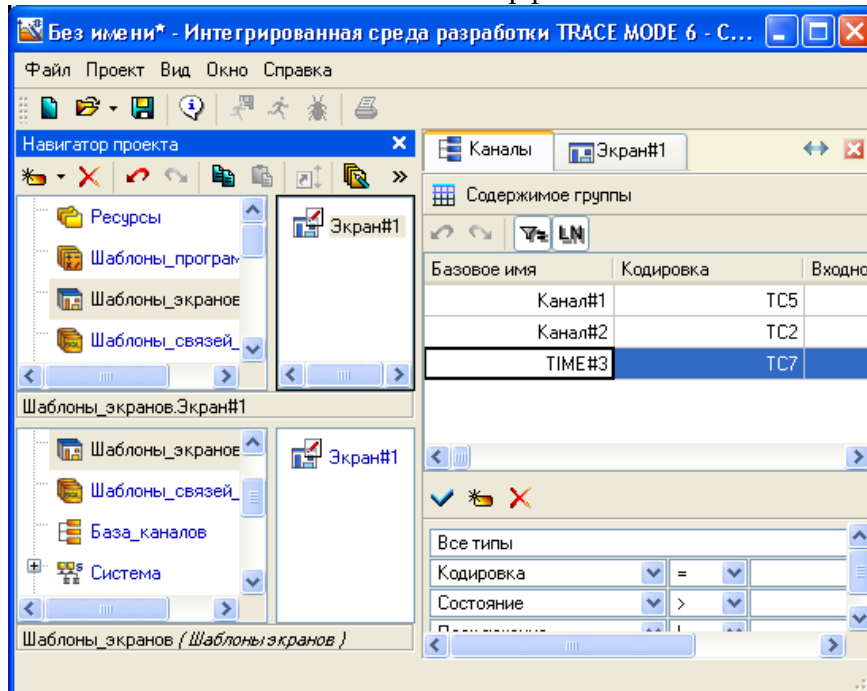 Без имени* - Интегрированная среда разработки TRACE MODE 6 - С...
Файл Проект Вид Окно Справка
Навигатор проекта
Ресурсы
Шаблоны_програм
Шаблоны_экранов
Шаблоны_связей_
Экран#1
Шаблоны_экранов.Экран#1
Шаблоны_экранов
Шаблоны_связей_
База_каналов
Система
Экран#1
Шаблоны_экранов ( Шаблоны экранов )
Каналы Экран#1
Содержимое группы
LN
Базовое имя Кодировка Входно
Канал#1 TC5
Канал#2 TC2
TIME#3 TC7
Все типы
Кодировка =
Состояние >